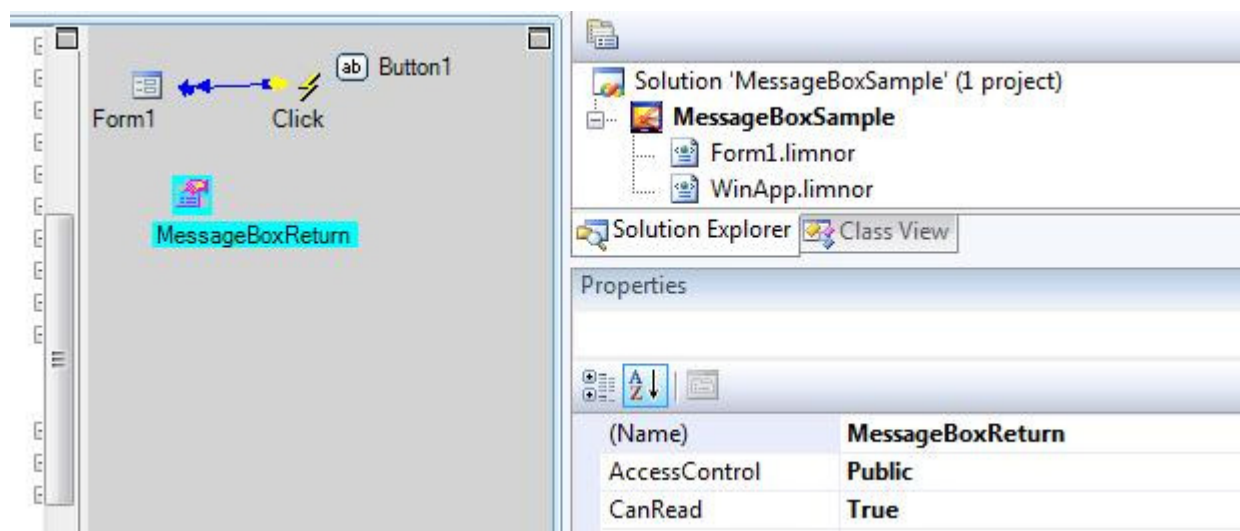 ab Button1
Form1 Click
MessageBoxReturn
Solution 'MessageBoxSample' (1 project)
MessageBoxSample
Form1.limnor
WinApp.limnor
Solution Explorer Class View
Properties
(Name) MessageBoxReturn
AccessControl Public
CanRead True